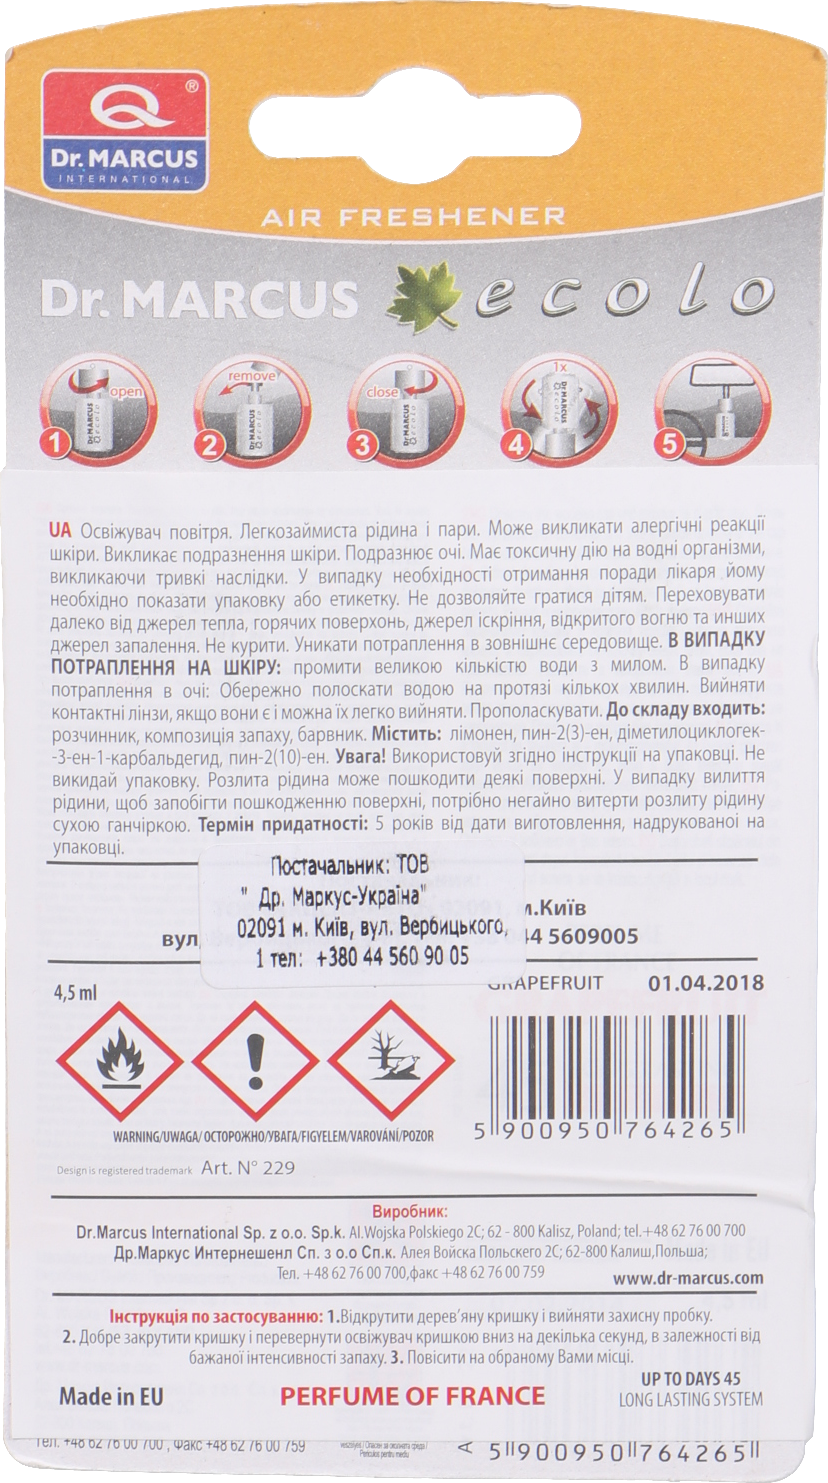 Dr. MARCUS
INTERNATIONAL
AIR FRESHENER
Dr. MARCUS ecolo
open
remove
close
1x
1
2
3
4
5
UA Освіжувач повітря. Легкозаймиста рідина і пари. Може викликати алергічні реакції
шкіри. Викликає подразнення шкіри. Подразнює очі. Має токсичну дію на водні організми,
викликаючи тривкі наслідки. У випадку необхідності отримання поради лікаря йому
необхідно показати упаковку або етикетку. Не дозволяйте гратися дітям. Переховувати
далеко від джерел тепла, горячих поверхонь, джерел іскріння, відкритого вогню та инших
джерел запалення. Не курити. Уникати потраплення в зовнішнє середовище. В ВИПАДКУ
ПОТРАПЛЕННЯ НА ШКІРУ: промити великою кількістю води з милом. В випадку
потраплення в очі: Обережно полоскати водою на протязі кількох хвилин. Вийняти
контактні лінзи, якщо вони є і можна їх легко вийняти. Прополаскувати. До складу входить:
розчинник, композиція запаху, барвник. Містить: лімонен, пин-2(3)-ен, діметилоциклогек-
-3-ен-1-карбальдегид, пин-2(10)-ен. Увага! Використовуй згідно інструкції на упаковці. Не
викидай упаковку. Розлита рідина може пошкодити деякі поверхні. У випадку вилиття
рідини, щоб запобігти пошкодженню поверхні, потрібно негайно витерти розлиту рідину
сухою ганчіркою. Термін придатності: 5 років від дати виготовлення, надрукованої на
упаковці.
Постачальник: ТОВ
" Др. Маркус-Україна"
02091 м. Київ, вул. Вербицького,
1 тел: +380 44 560 90 05
м.Київ
вул
44 5609005
4,5 ml
GRAPEFRUIT 01.04.2018
5 900950 764265
WARNING/UWAGA/ ОСТОРОЖНО/УВАГА/FIGYELEM/VAROVÁNÍ/POZOR
Design is registered trademark Art. N° 229
Виробник:
Dr.Marcus International Sp. z o.o. Sp.k. Al.Wojska Polskiego 2C; 62 - 800 Kalisz, Poland; tel.+48 62 76 00 700
Др.Маркус Интернешенл Сп. з о.о Сп.к. Алея Войска Польскего 2C; 62-800 Калиш,Польша;
Тел. +48 62 76 00 700,факс +48 62 76 00 759
www.dr-marcus.com
Інструкція по застосуванню: 1.Відкрутити дерев’яну кришку і вийняти захисну пробку.
2. Добре закрутити кришку і перевернути освіжувач кришкою вниз на декілька секунд, в залежності від
бажаної інтенсивності запаху. 3. Повісити на обраному Вами місці.
Made in EU
PERFUME OF FRANCE
UP TO DAYS 45
LONG LASTING SYSTEM
Тел. +48 62 76 00 700 , Факс +48 62 76 00 759
A 5 900950 764265